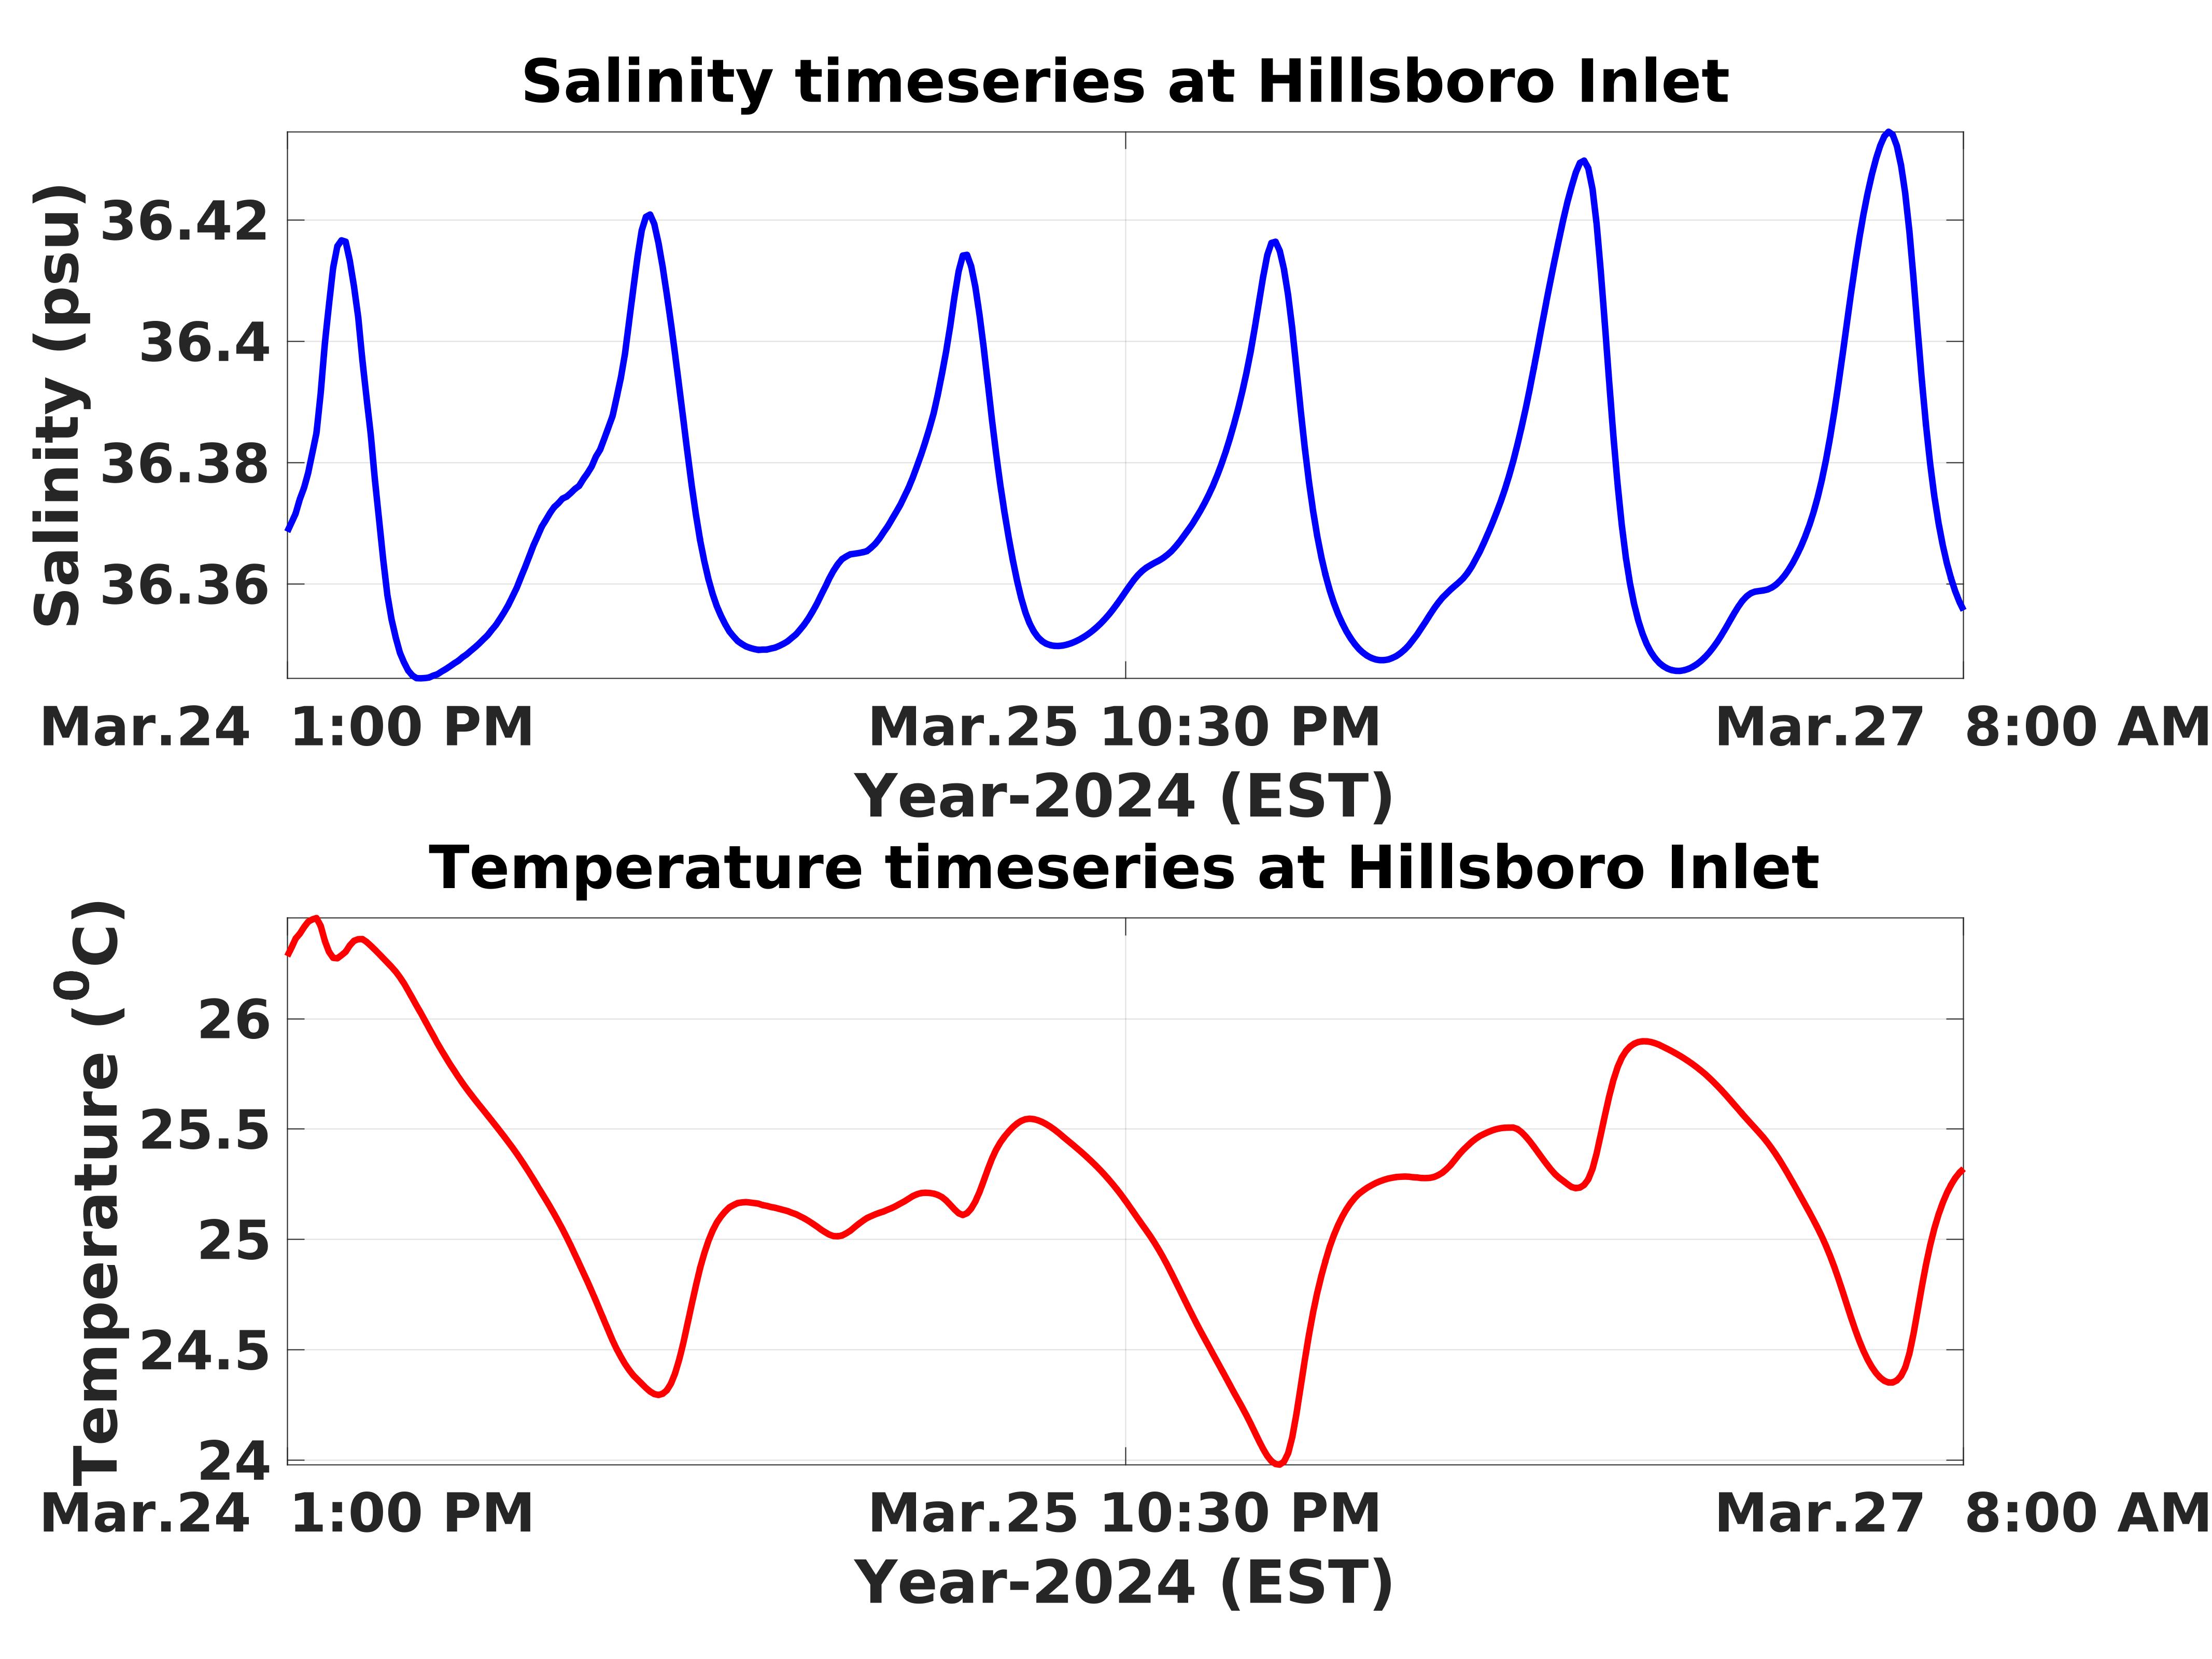 Salinity timeseries at Hillsboro Inlet
Salinity (psu)
36.42
36.4
36.38
36.36
Mar.24 1:00 PM Mar.25 10:30 PM Mar.27 8:00 AM
Year-2024 (EST)
Temperature timeseries at Hillsboro Inlet
Temperature (⁰C)
26
25.5
25
24.5
24
Mar.24 1:00 PM Mar.25 10:30 PM Mar.27 8:00 AM
Year-2024 (EST)